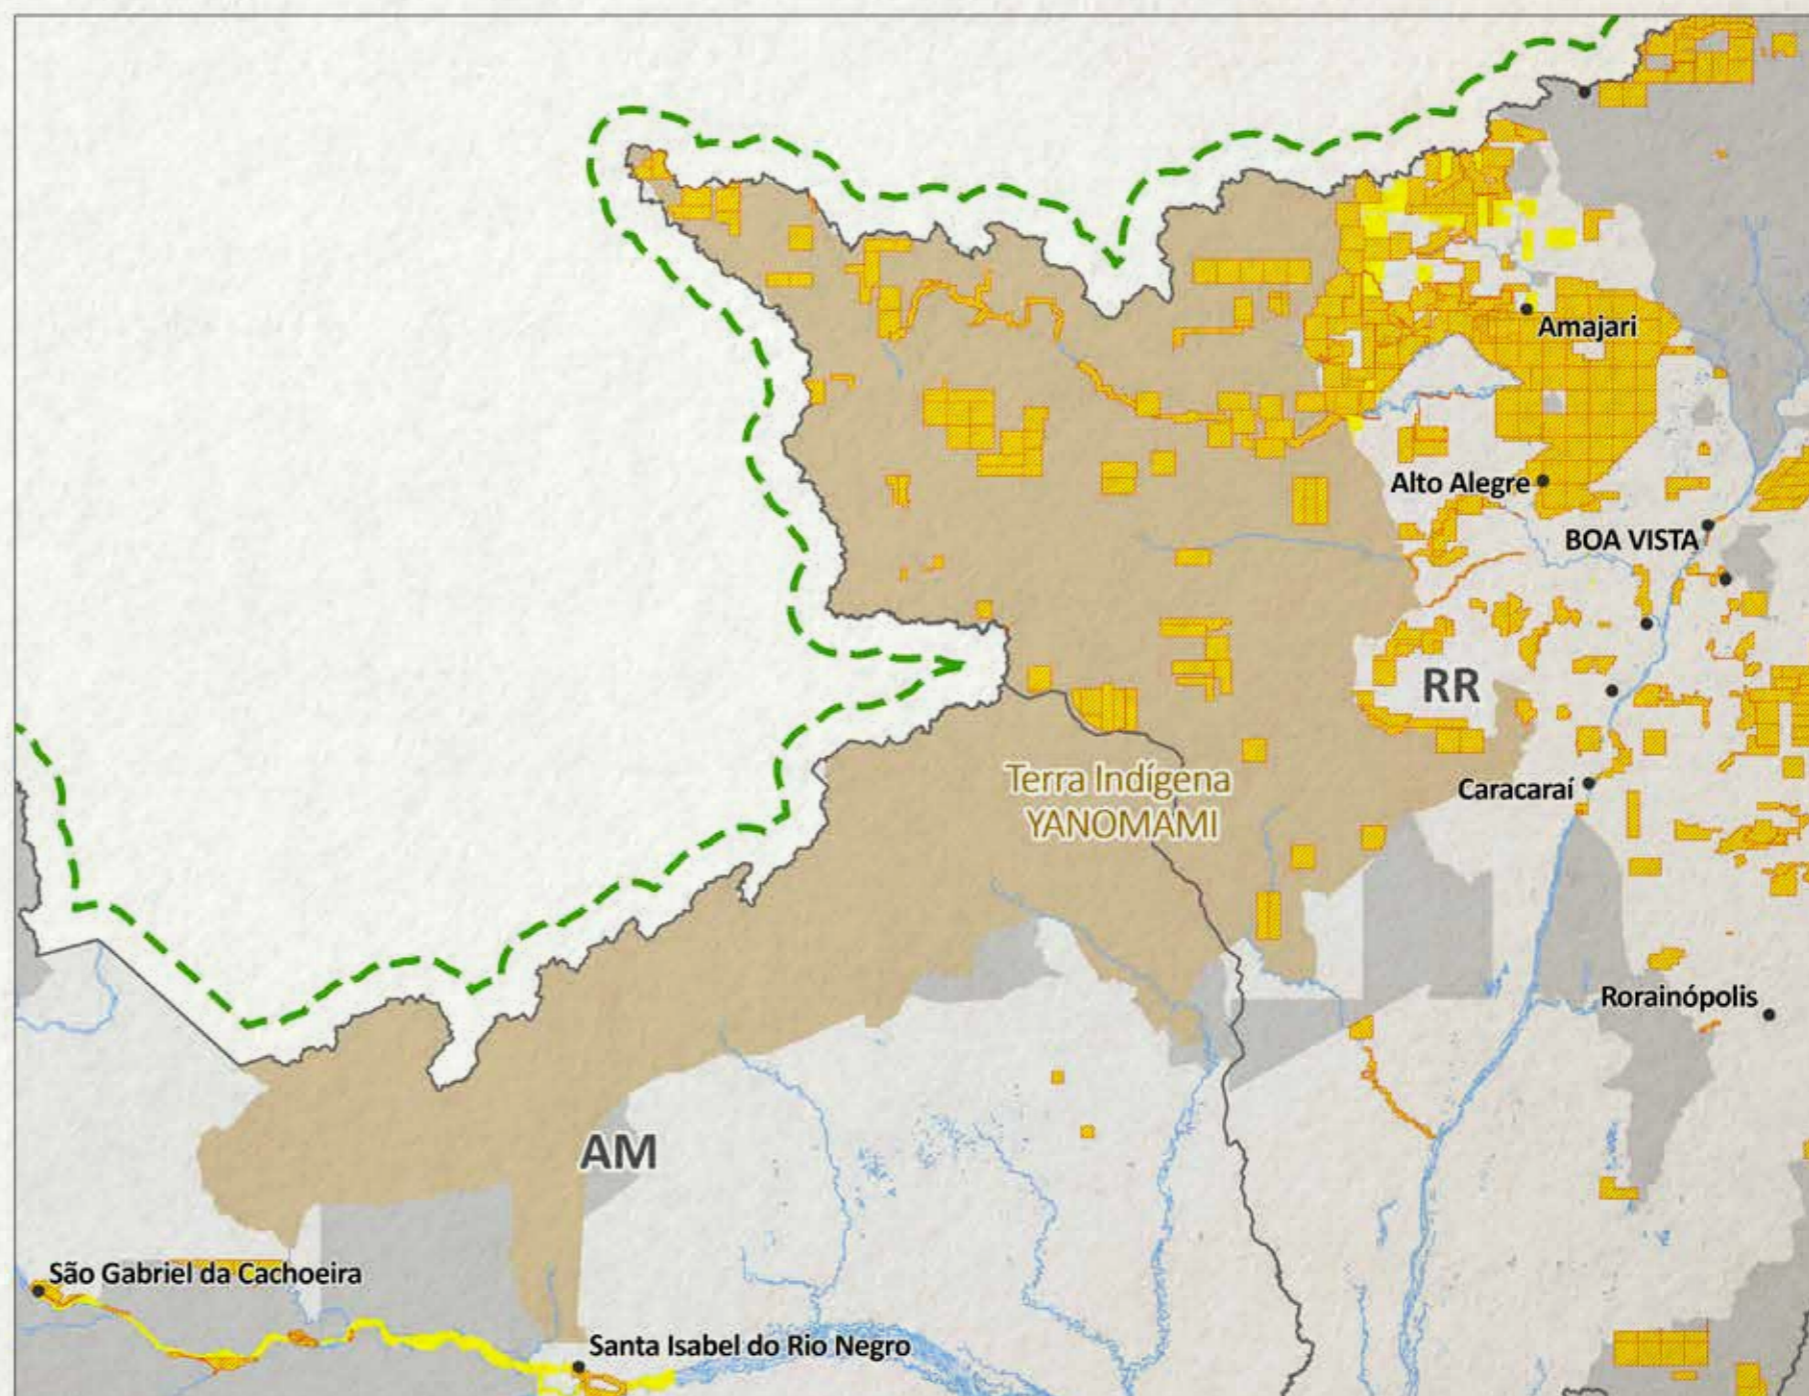 Amajari
Alto Alegre
BOA VISTA
RR
Terra Indígena
YANOMAMI
Caracaraí
Rorainópolis
AM
São Gabriel da Cachoeira
Santa Isabel do Rio Negro